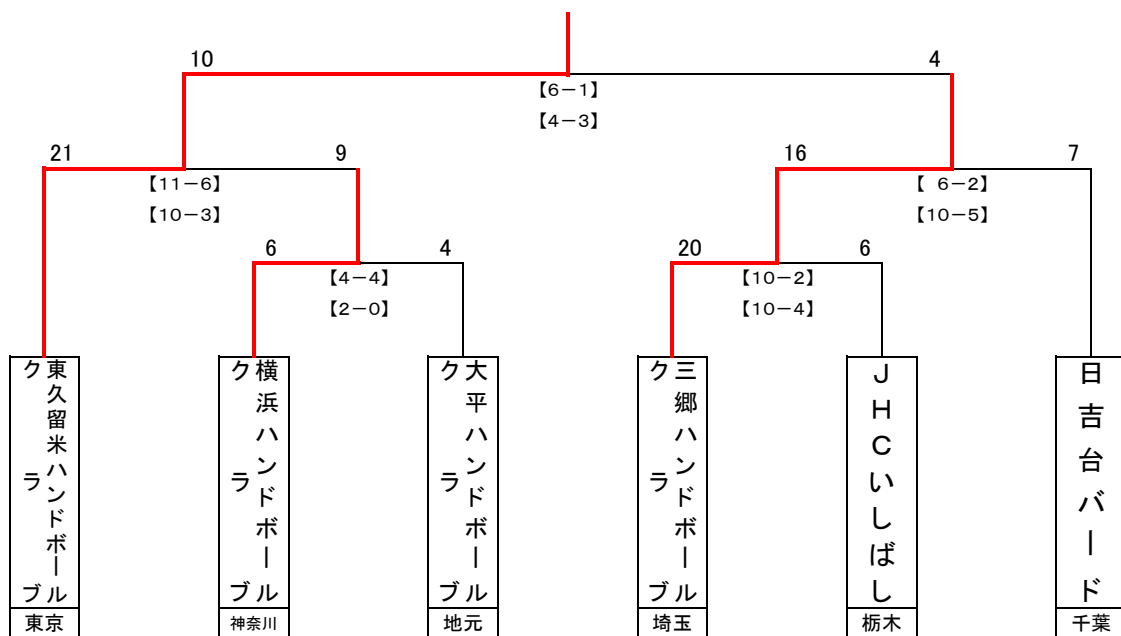 10
4
【6－1】
【4－3】
21
9
16
7
【11－6】
【10－3】
【 6－2】
【10－5】
6
4
20
6
【4－4】
【2－0】
【10－2】
【10－4】
東久留米ハンドボール
クラブ
横浜ハンドボール
クラブ
大平ハンドボール
クラブ
三郷ハンドボール
クラブ
JHCいしばし
日吉台バード
東京
神奈川
地元
埼玉
栃木
千葉